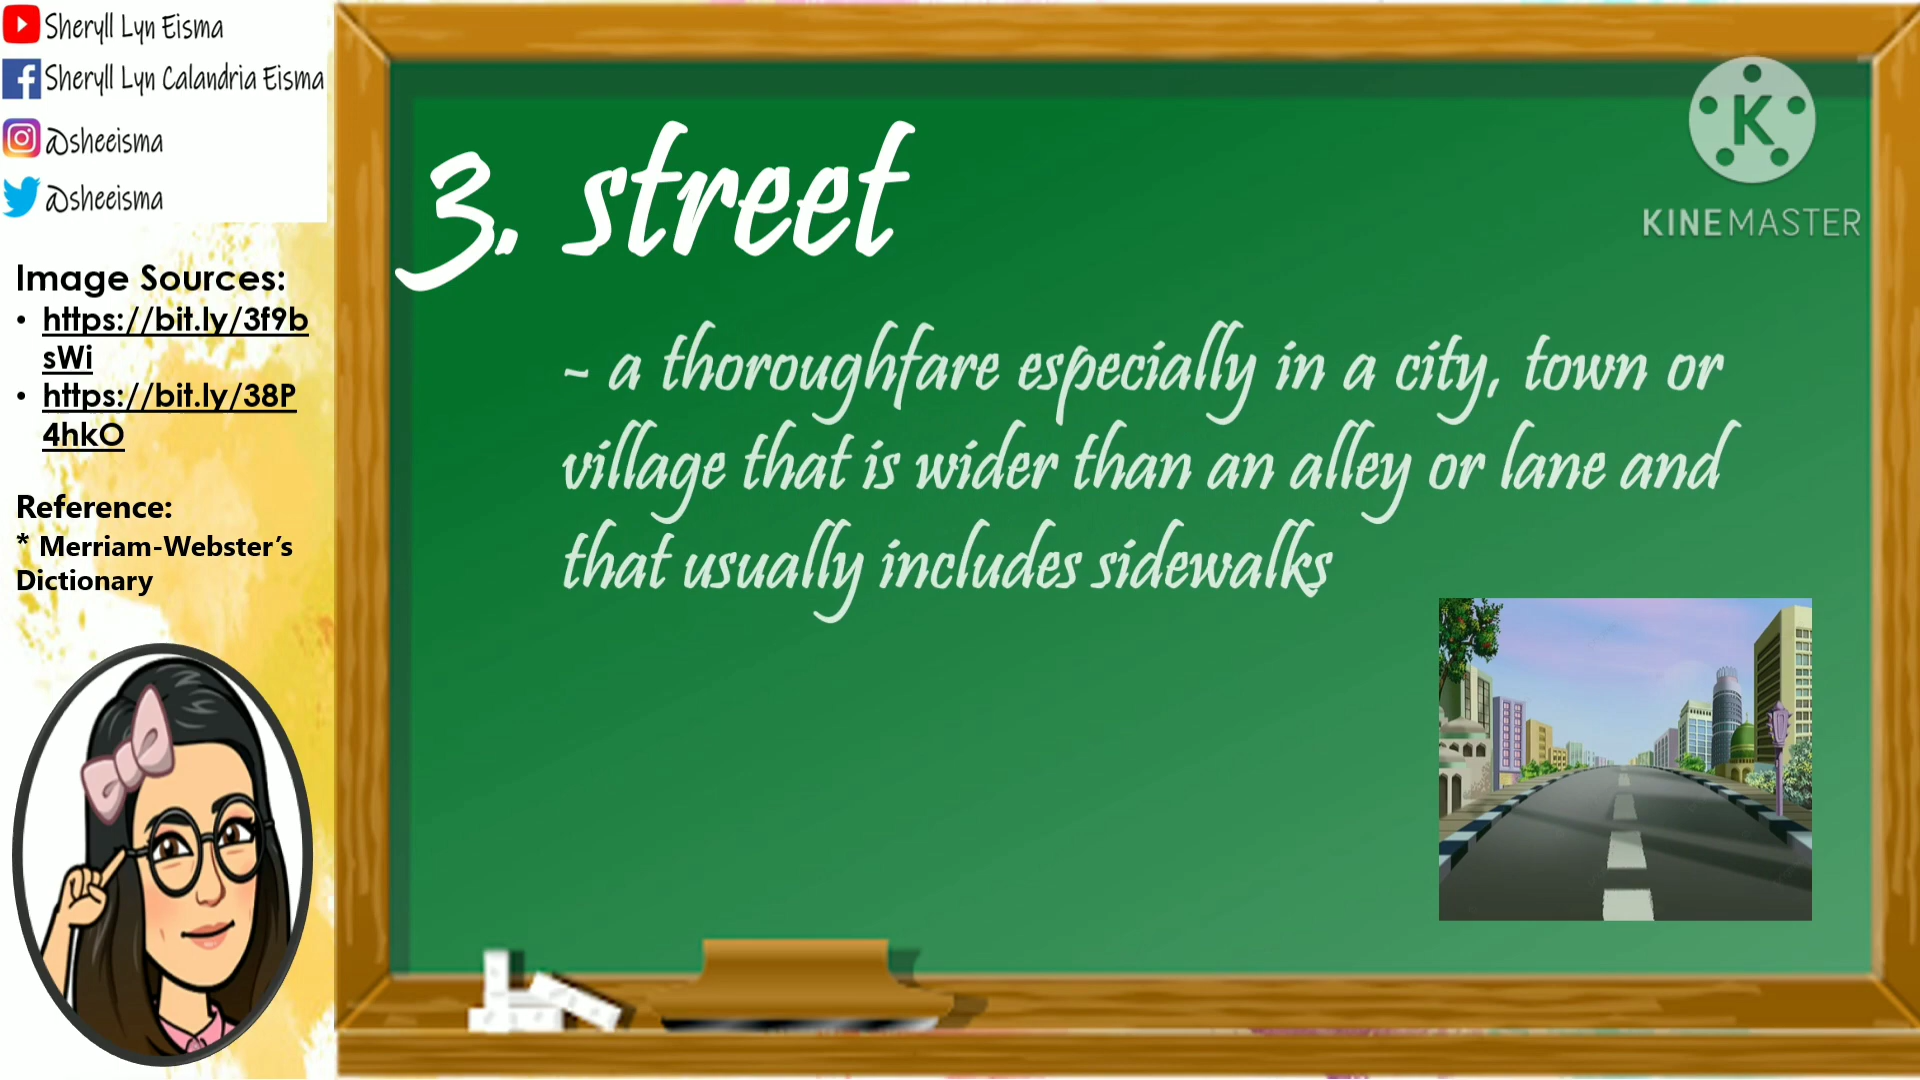 Sheryll Lyn Eisma
Sheryll Lyn Calandria Eisma
@sheeisma
@sheeisma
Image Sources:
• https://bit.ly/3f9b
sWi
• https://bit.ly/38P
4hkO
Reference:
* Merriam-Webster's
Dictionary
3. street
- a thoroughfare especially in a city, town or
village that is wider than an alley or lane and
that usually includes sidewalks
K
KINEMASTER